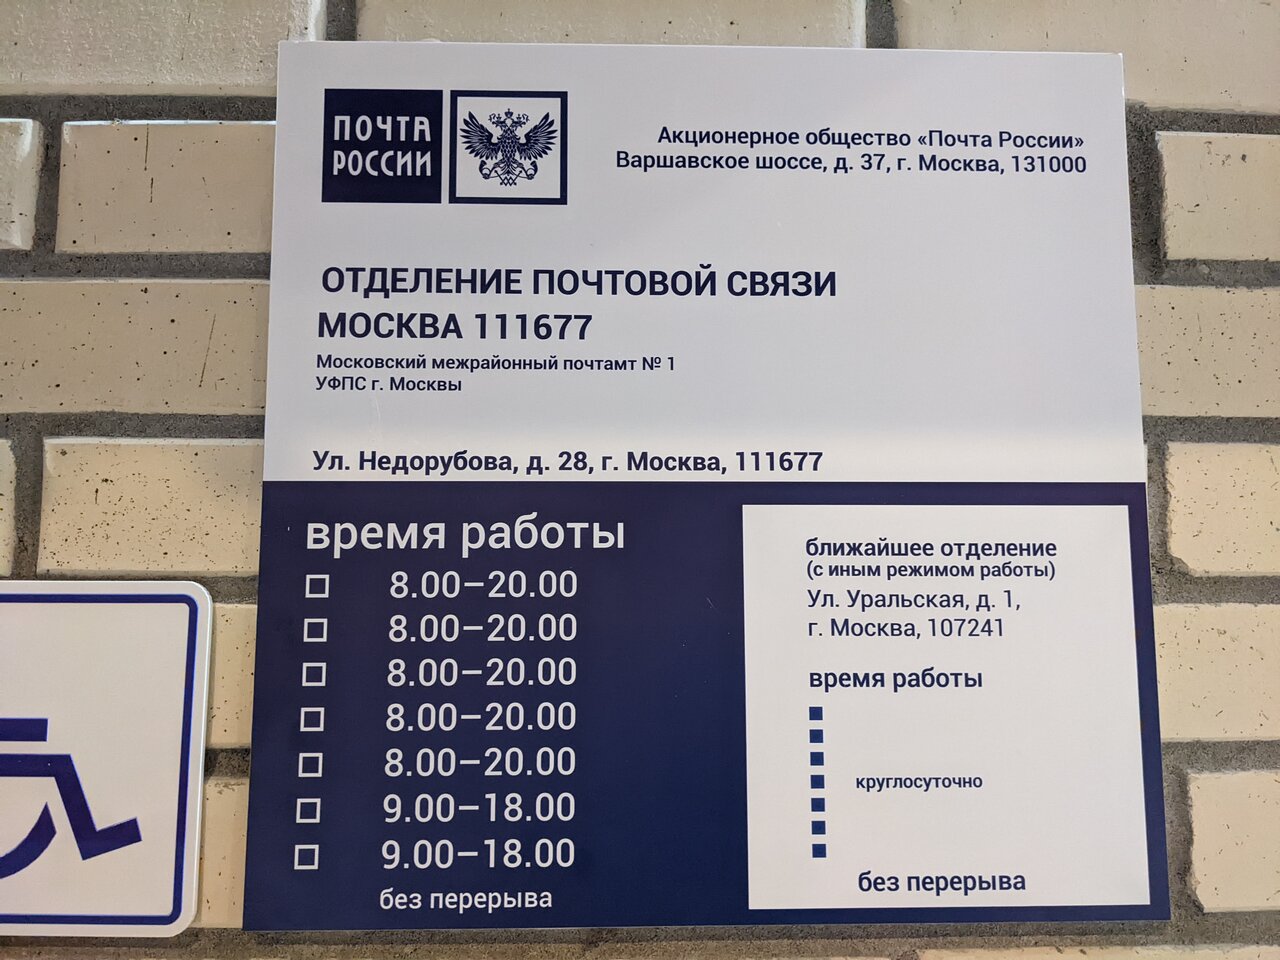 ПОЧТА
РОССИИ
Акционерное общество «Почта России»
Варшавское шоссе, д. 37, г. Москва, 131000
ОТДЕЛЕНИЕ ПОЧТОВОЙ СВЯЗИ
МОСКВА 111677
Московский межрайонный почтамт № 1
УФПС г. Москвы
Ул. Недорубова, д. 28, г. Москва, 111677
время работы
8.00–20.00
8.00–20.00
8.00–20.00
8.00–20.00
8.00–20.00
9.00–18.00
9.00–18.00
без перерыва
ближайшее отделение
(с иным режимом работы)
Ул. Уральская, д. 1,
г. Москва, 107241
время работы
круглосуточно
без перерыва